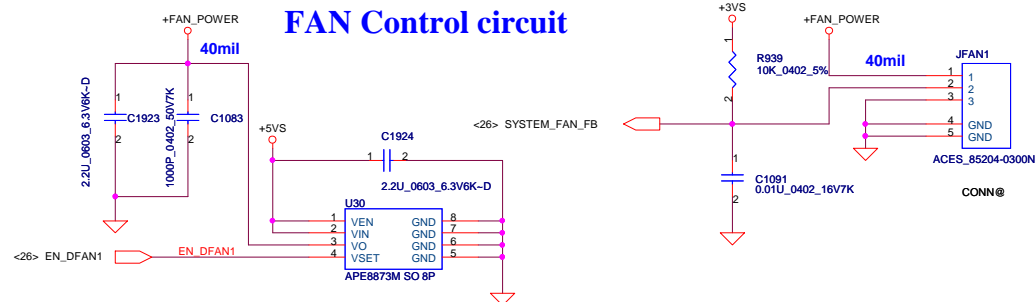 FAN Control circuit
+FAN_POWER
40mil
1
2
C1923
2.2U_0603_6.3V6K~D
1
2
C1083
1000P_0402_50V7K
+5VS
C1924
1
2
2.2U_0603_6.3V6K~D
U30
1 VEN GND 8
2 VIN GND 7
3 VO GND 6
4 VSET GND 5
APE8873M SO 8P
<26> EN_DFAN1
EN_DFAN1
+3VS
1
2
R939
10K_0402_5%
+FAN_POWER
40mil
<26> SYSTEM_FAN_FB
1
2
C1091
0.01U_0402_16V7K
JFAN1
1 1
2 2
3 3
4 GND
5 GND
ACES_85204-0300N
CONN@